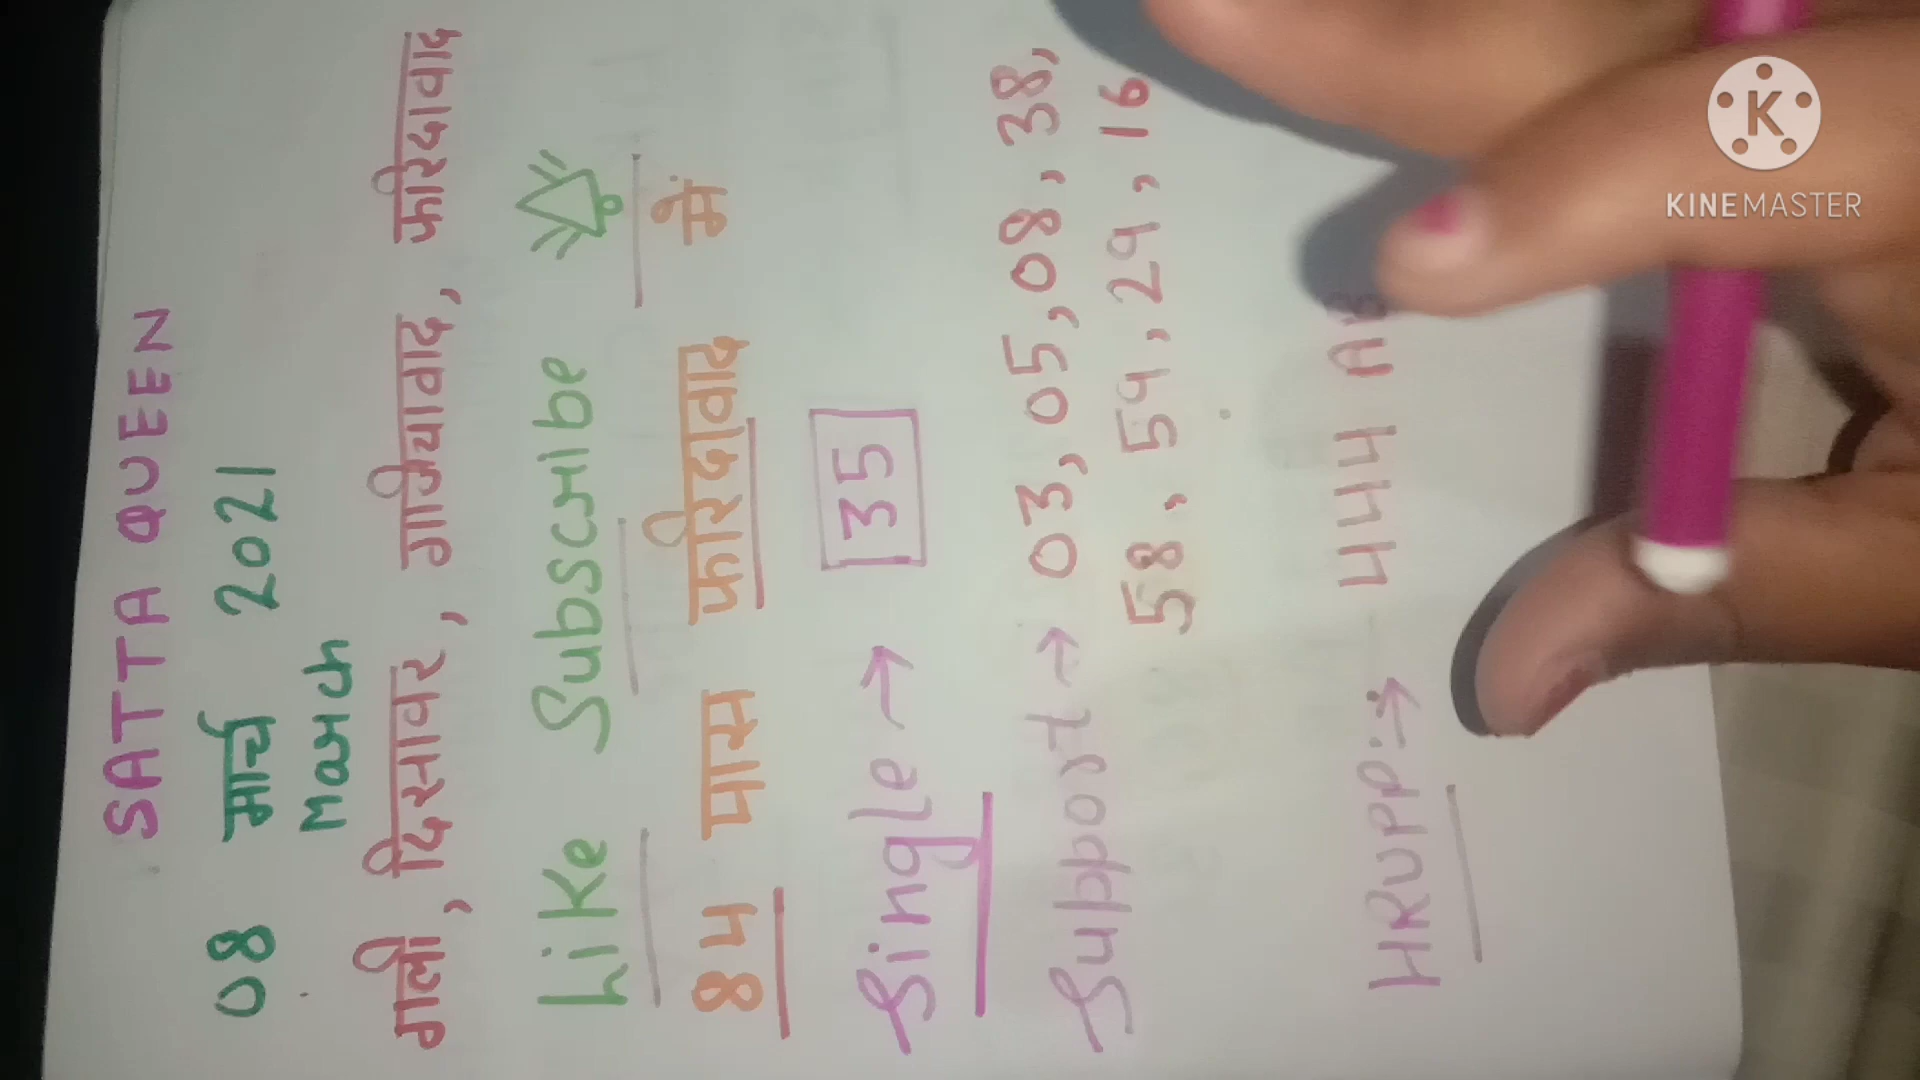 SATTA QUEEN
08 मार्च 2021
March
गली, दिसावर, गाजियाबाद, फरिदाबाद
Like Subscribe
84 पास फरिदाबाद में
Single → 35
Support → 03, 05, 08, 38,
58, 59, 29, 16
HRUPP:→ 444 AB
KINEMASTER